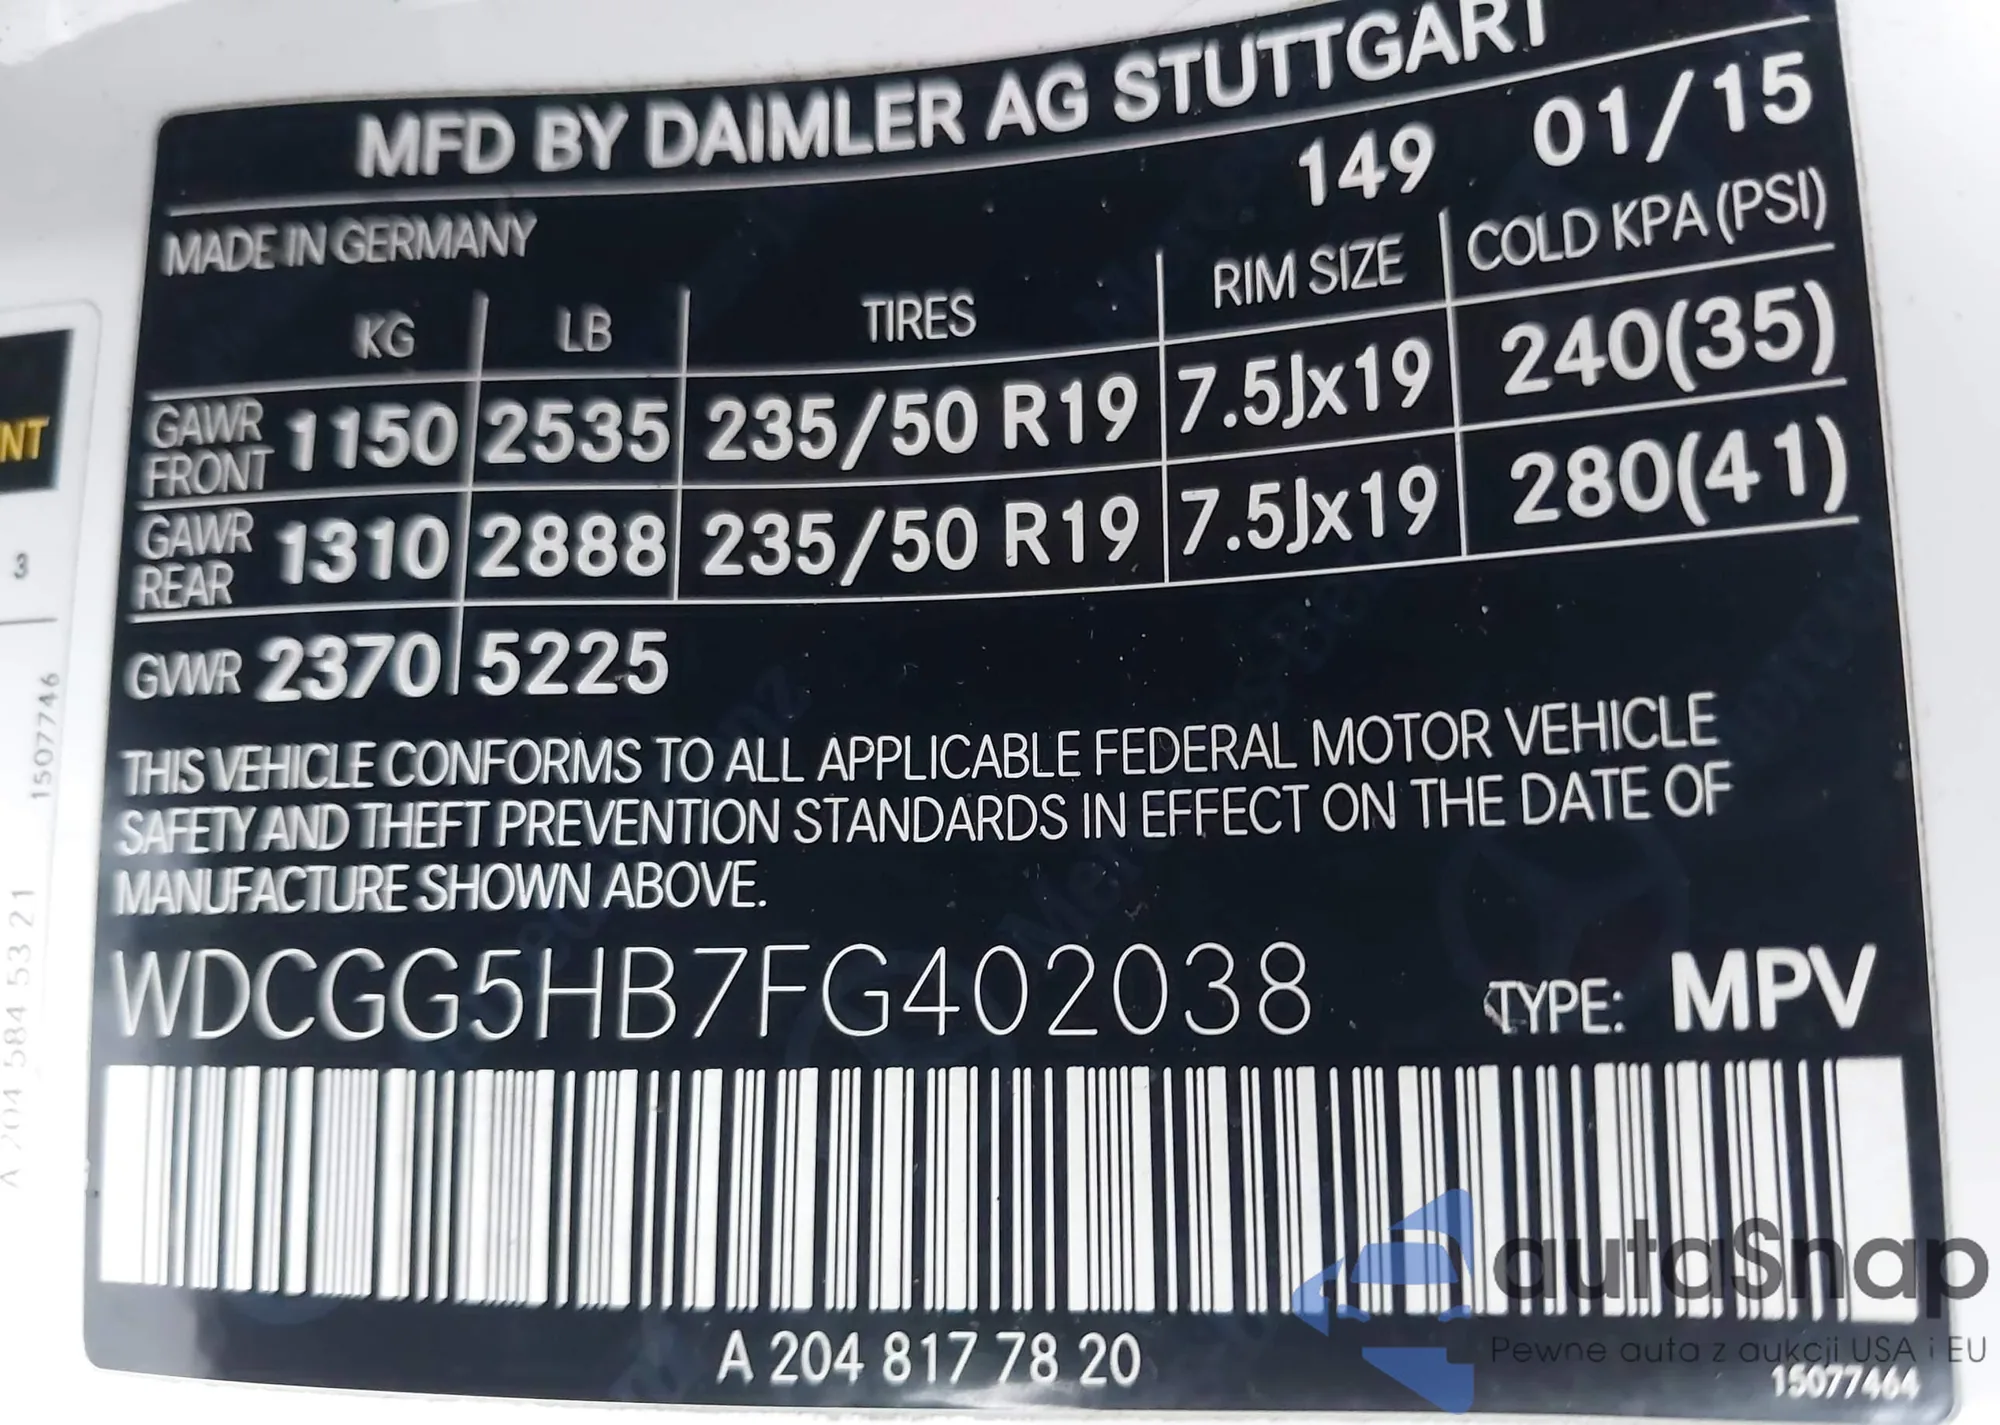 MFD BY DAIMLER AG STUTTGART
149 01/15
MADE IN GERMANY
KG LB TIRES RIM SIZE COLD KPA (PSI)
GAWR FRONT 1150 2535 235/50 R19 7.5Jx19 240(35)
GAWR REAR 1310 2888 235/50 R19 7.5Jx19 280(41)
GVWR 2370 5225
THIS VEHICLE CONFORMS TO ALL APPLICABLE FEDERAL MOTOR VEHICLE
SAFETY AND THEFT PREVENTION STANDARDS IN EFFECT ON THE DATE OF
MANUFACTURE SHOWN ABOVE.
WDCGG5HB7FG402038 TYPE: MPV
A 204 817 78 20
15077464
NT
3
1507746
A 204 584 53 21
autaSnap
Pewne auta z aukcji USA i EU